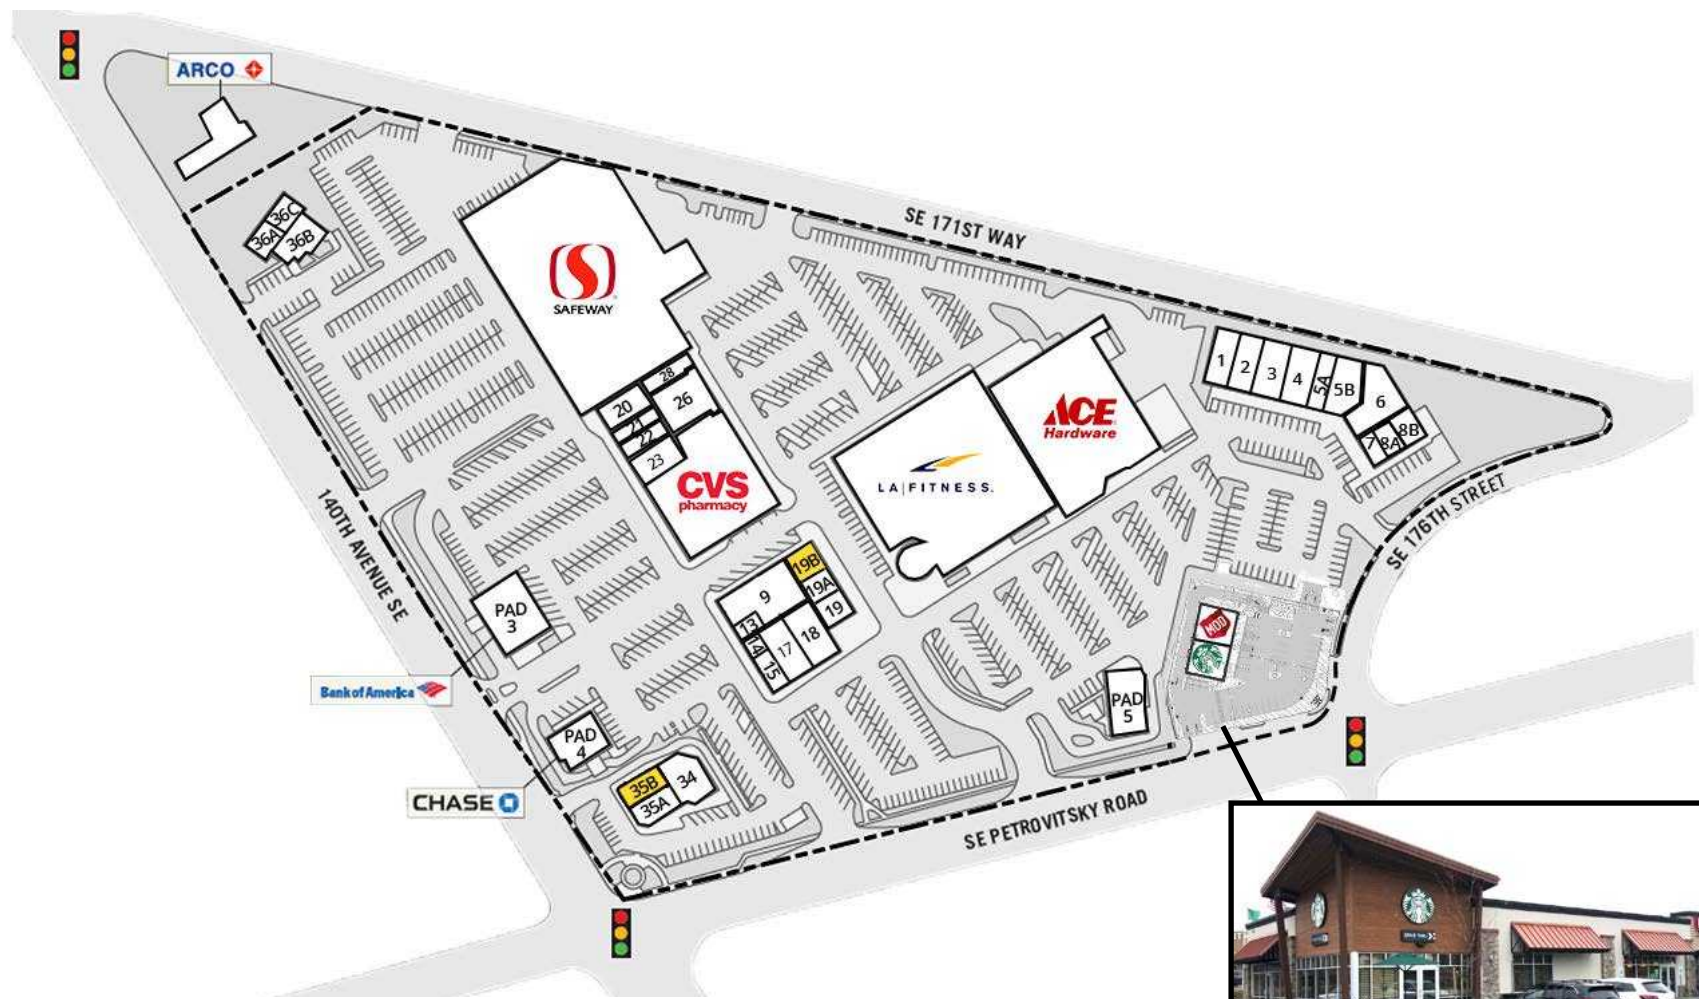 ARCO
36C
36A
36B
SAFEWAY
SE 171ST WAY
28
20
26
21
22
23
CVS
pharmacy
LA|FITNESS.
ACE
Hardware
1
2
3
4
5A
5B
6
7
8A
8B
140TH AVENUE SE
SE 176TH STREET
PAD
3
9
19B
19A
19
13
14
15
17
18
MOD
Bank of America
PAD
4
PAD
5
CHASE
35B
35A
34
SE PETROVITSKY ROAD